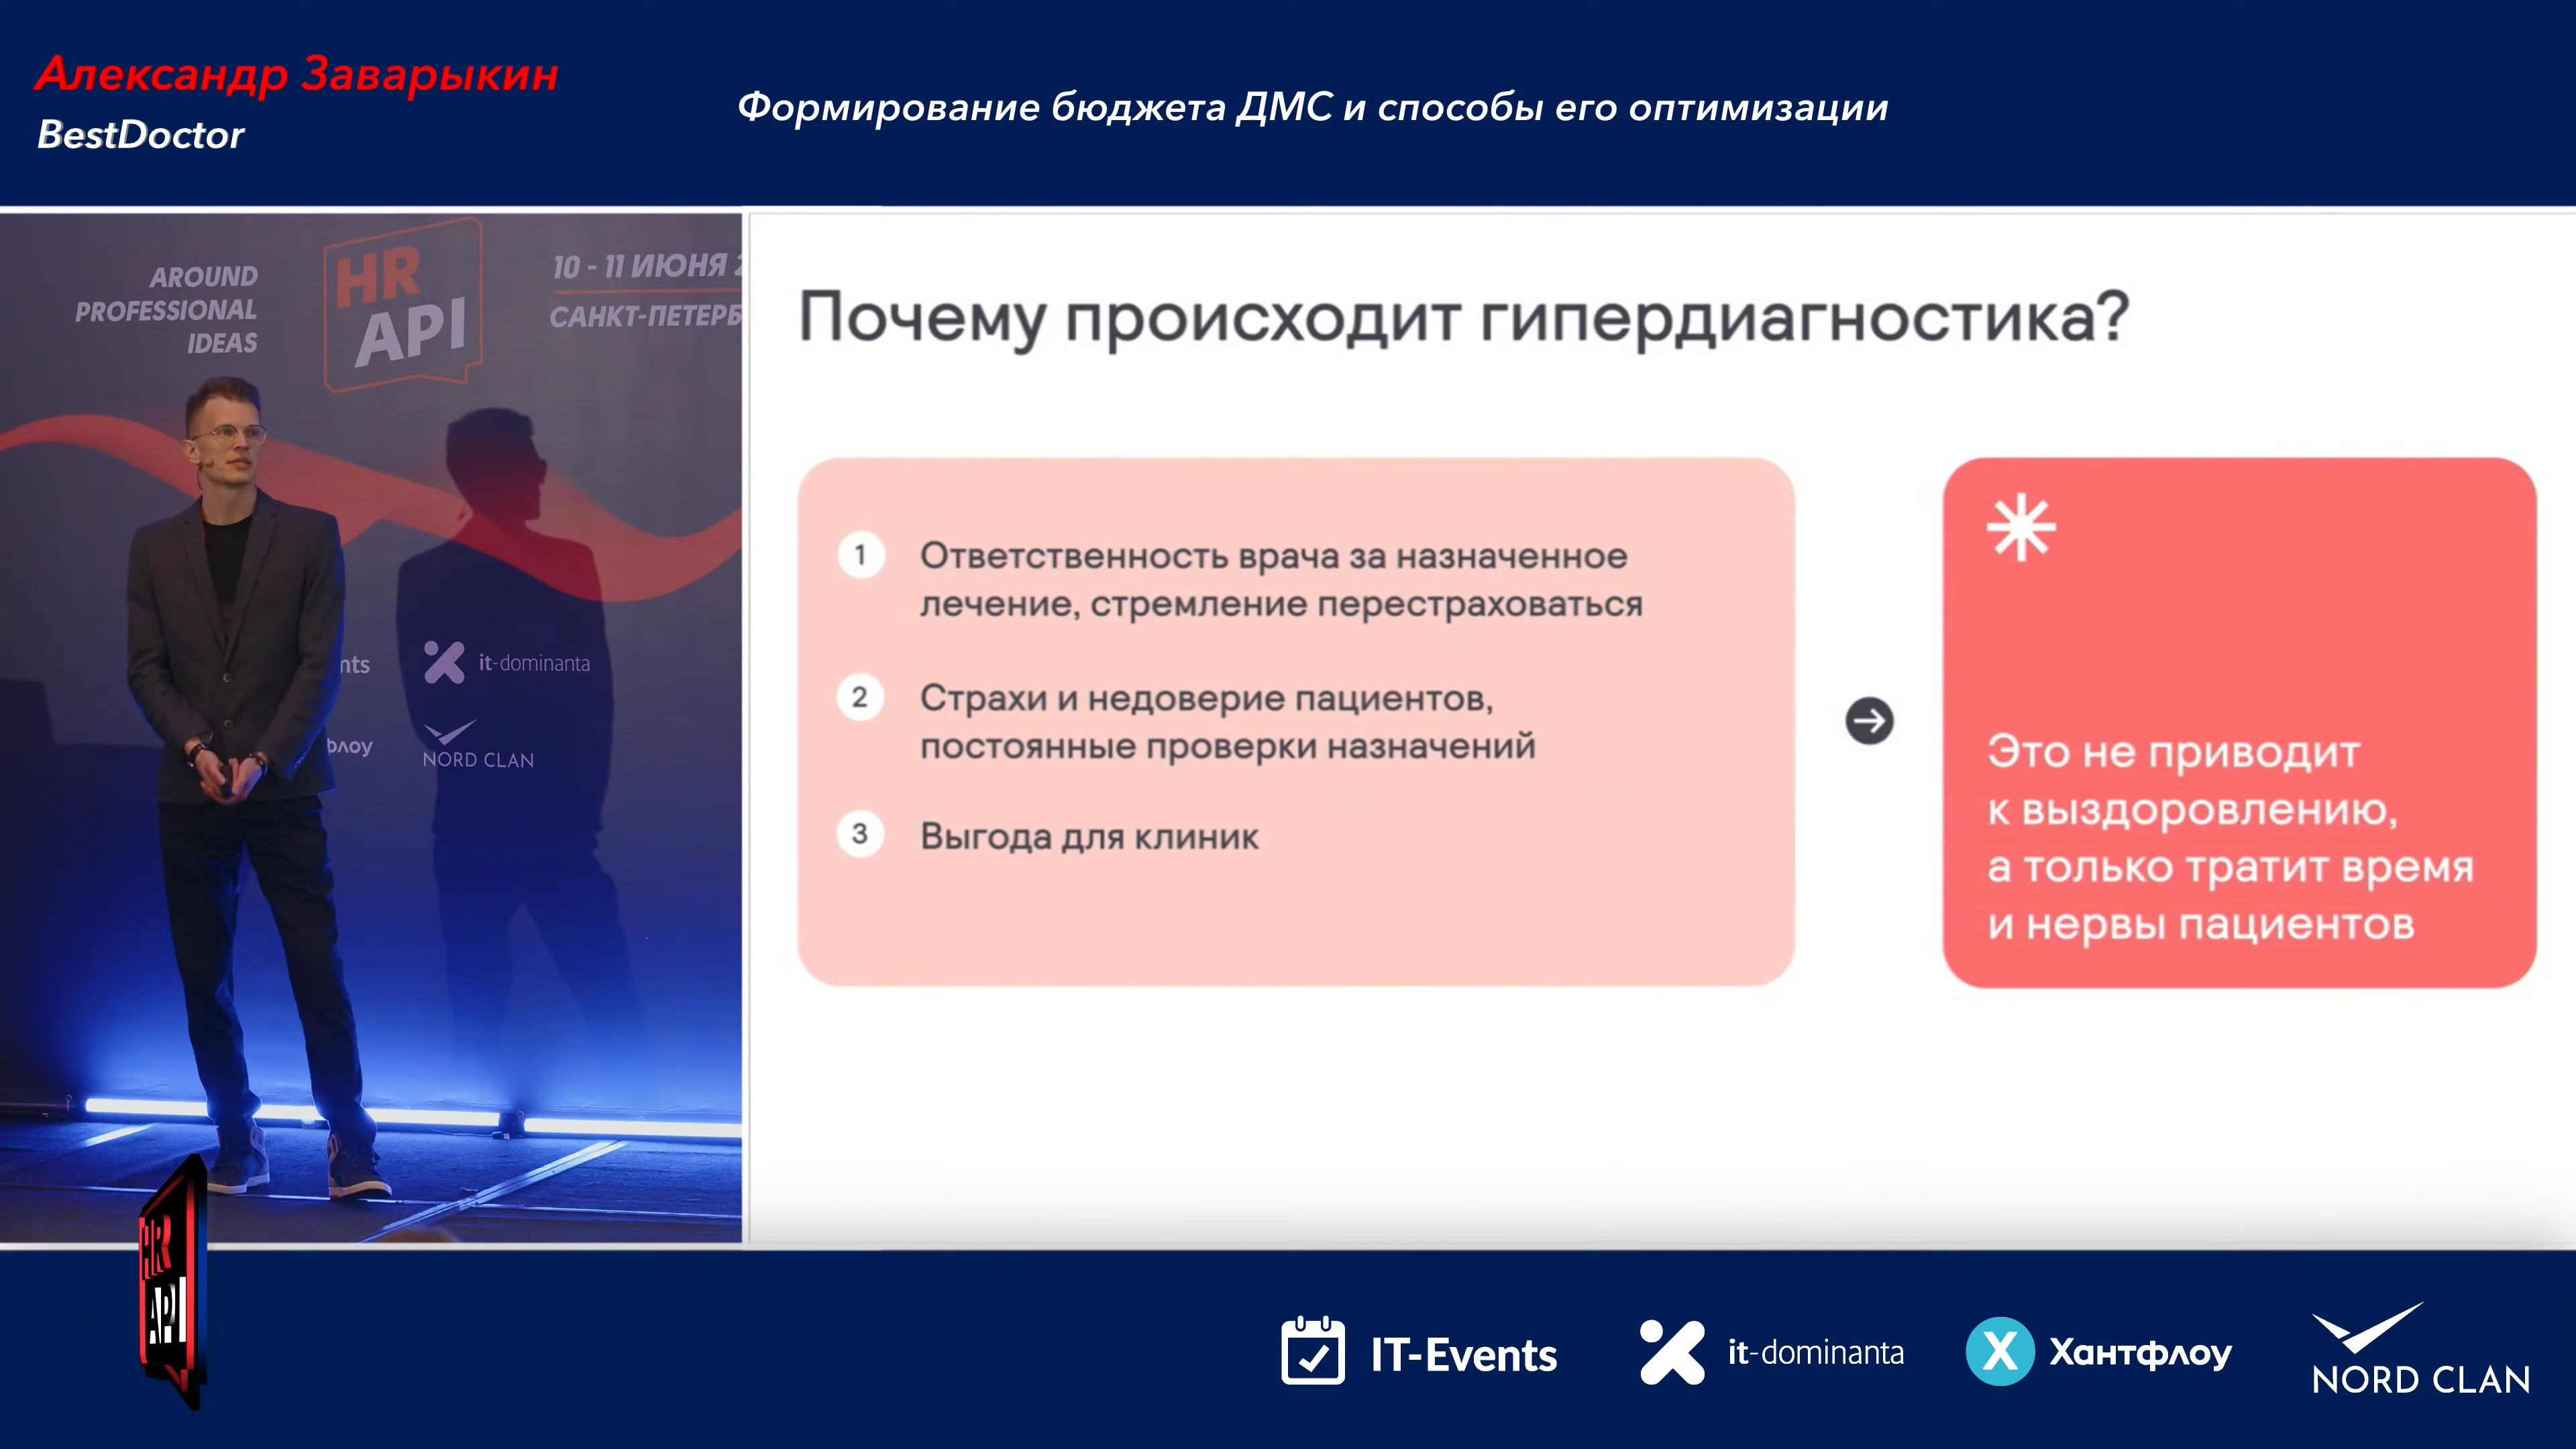 Александр Заварыкин
BestDoctor
Формирование бюджета ДМС и способы его оптимизации
AROUND
PROFESSIONAL
IDEAS
HR
API
10 - 11 ИЮНЯ
САНКТ-ПЕТЕРБ
nts
it-dominanta
флоу
NORD CLAN
Почему происходит гипердиагностика?
1 Ответственность врача за назначенное
лечение, стремление перестраховаться
2 Страхи и недоверие пациентов,
постоянные проверки назначений
3 Выгода для клиник
Это не приводит
к выздоровлению,
а только тратит время
и нервы пациентов
HR
API
IT-Events
it-dominanta
Х Хантфлоу
NORD CLAN